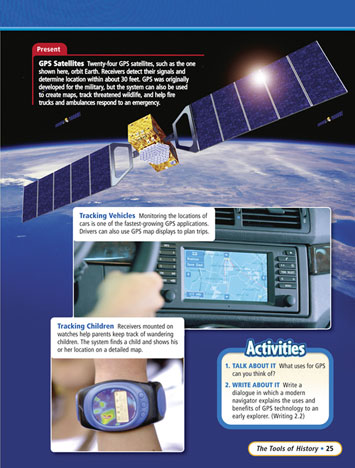 Present
GPS Satellites Twenty-four GPS satellites, such as the one
shown here, orbit Earth. Receivers detect their signals and
determine location within about 30 feet. GPS was originally
developed for the military, but the system can also be used
to create maps, track threatened wildlife, and help fire
trucks and ambulances respond to an emergency.
Tracking Vehicles Monitoring the locations of
cars is one of the fastest-growing GPS applications.
Drivers can also use GPS map displays to plan trips.
Tracking Children Receivers mounted on
watches help parents keep track of wandering
children. The system finds a child and shows his
or her location on a detailed map.
Activities
1. TALK ABOUT IT What uses for GPS
can you think of?
2. WRITE ABOUT IT Write a
dialogue in which a modern
navigator explains the uses and
benefits of GPS technology to an
early explorer. (Writing 2.2)
The Tools of History • 25